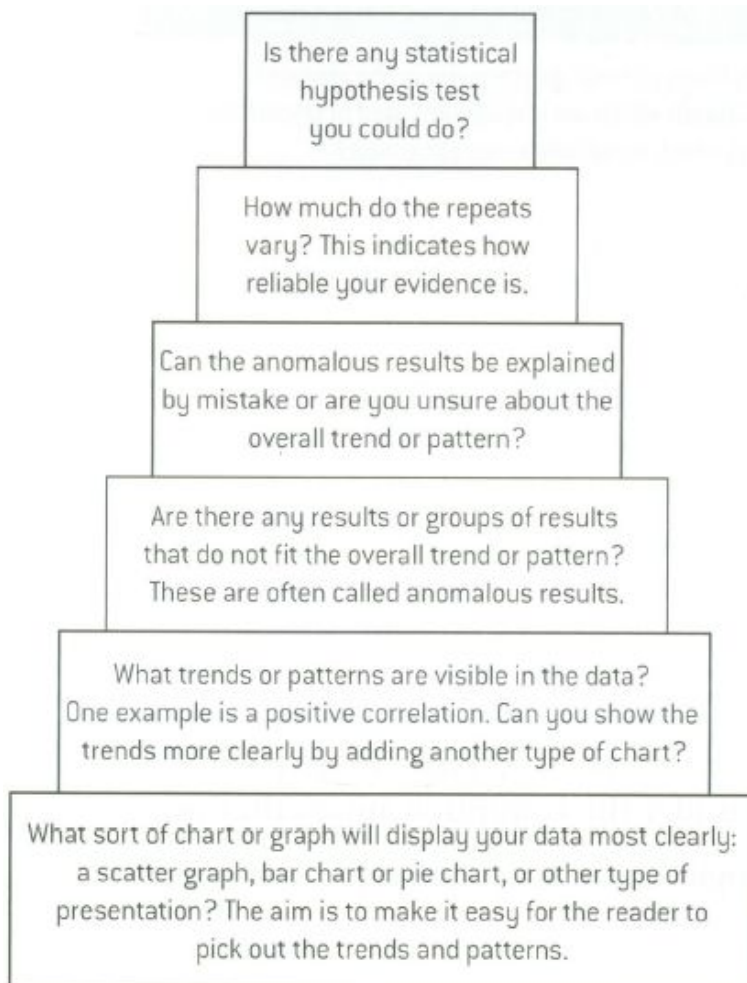 Is there any statistical
hypothesis test
you could do?
How much do the repeats
vary? This indicates how
reliable your evidence is.
Can the anomalous results be explained
by mistake or are you unsure about the
overall trend or pattern?
Are there any results or groups of results
that do not fit the overall trend or pattern?
These are often called anomalous results.
What trends or patterns are visible in the data?
One example is a positive correlation. Can you show the
trends more clearly by adding another type of chart?
What sort of chart or graph will display your data most clearly:
a scatter graph, bar chart or pie chart, or other type of
presentation? The aim is to make it easy for the reader to
pick out the trends and patterns.